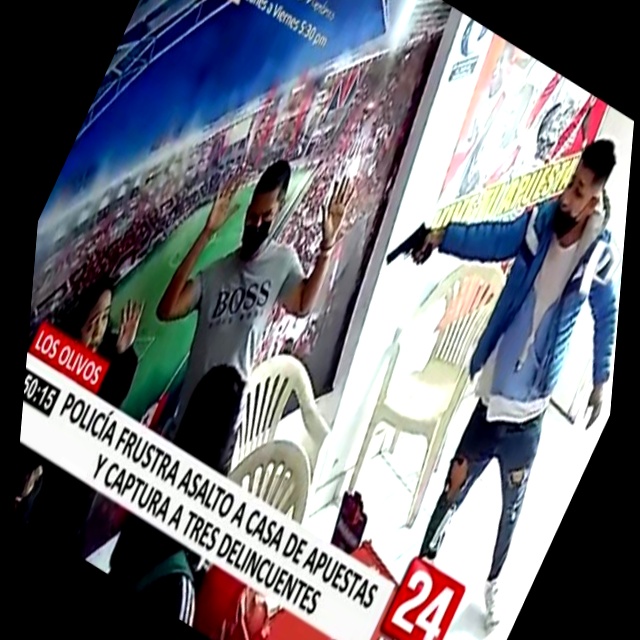 a Viernes 5:30 pm
BOSS
LOS OLIVOS
50:15
POLICÍA FRUSTRA ASALTO A CASA DE APUESTAS
Y CAPTURA A TRES DELINCUENTES
24